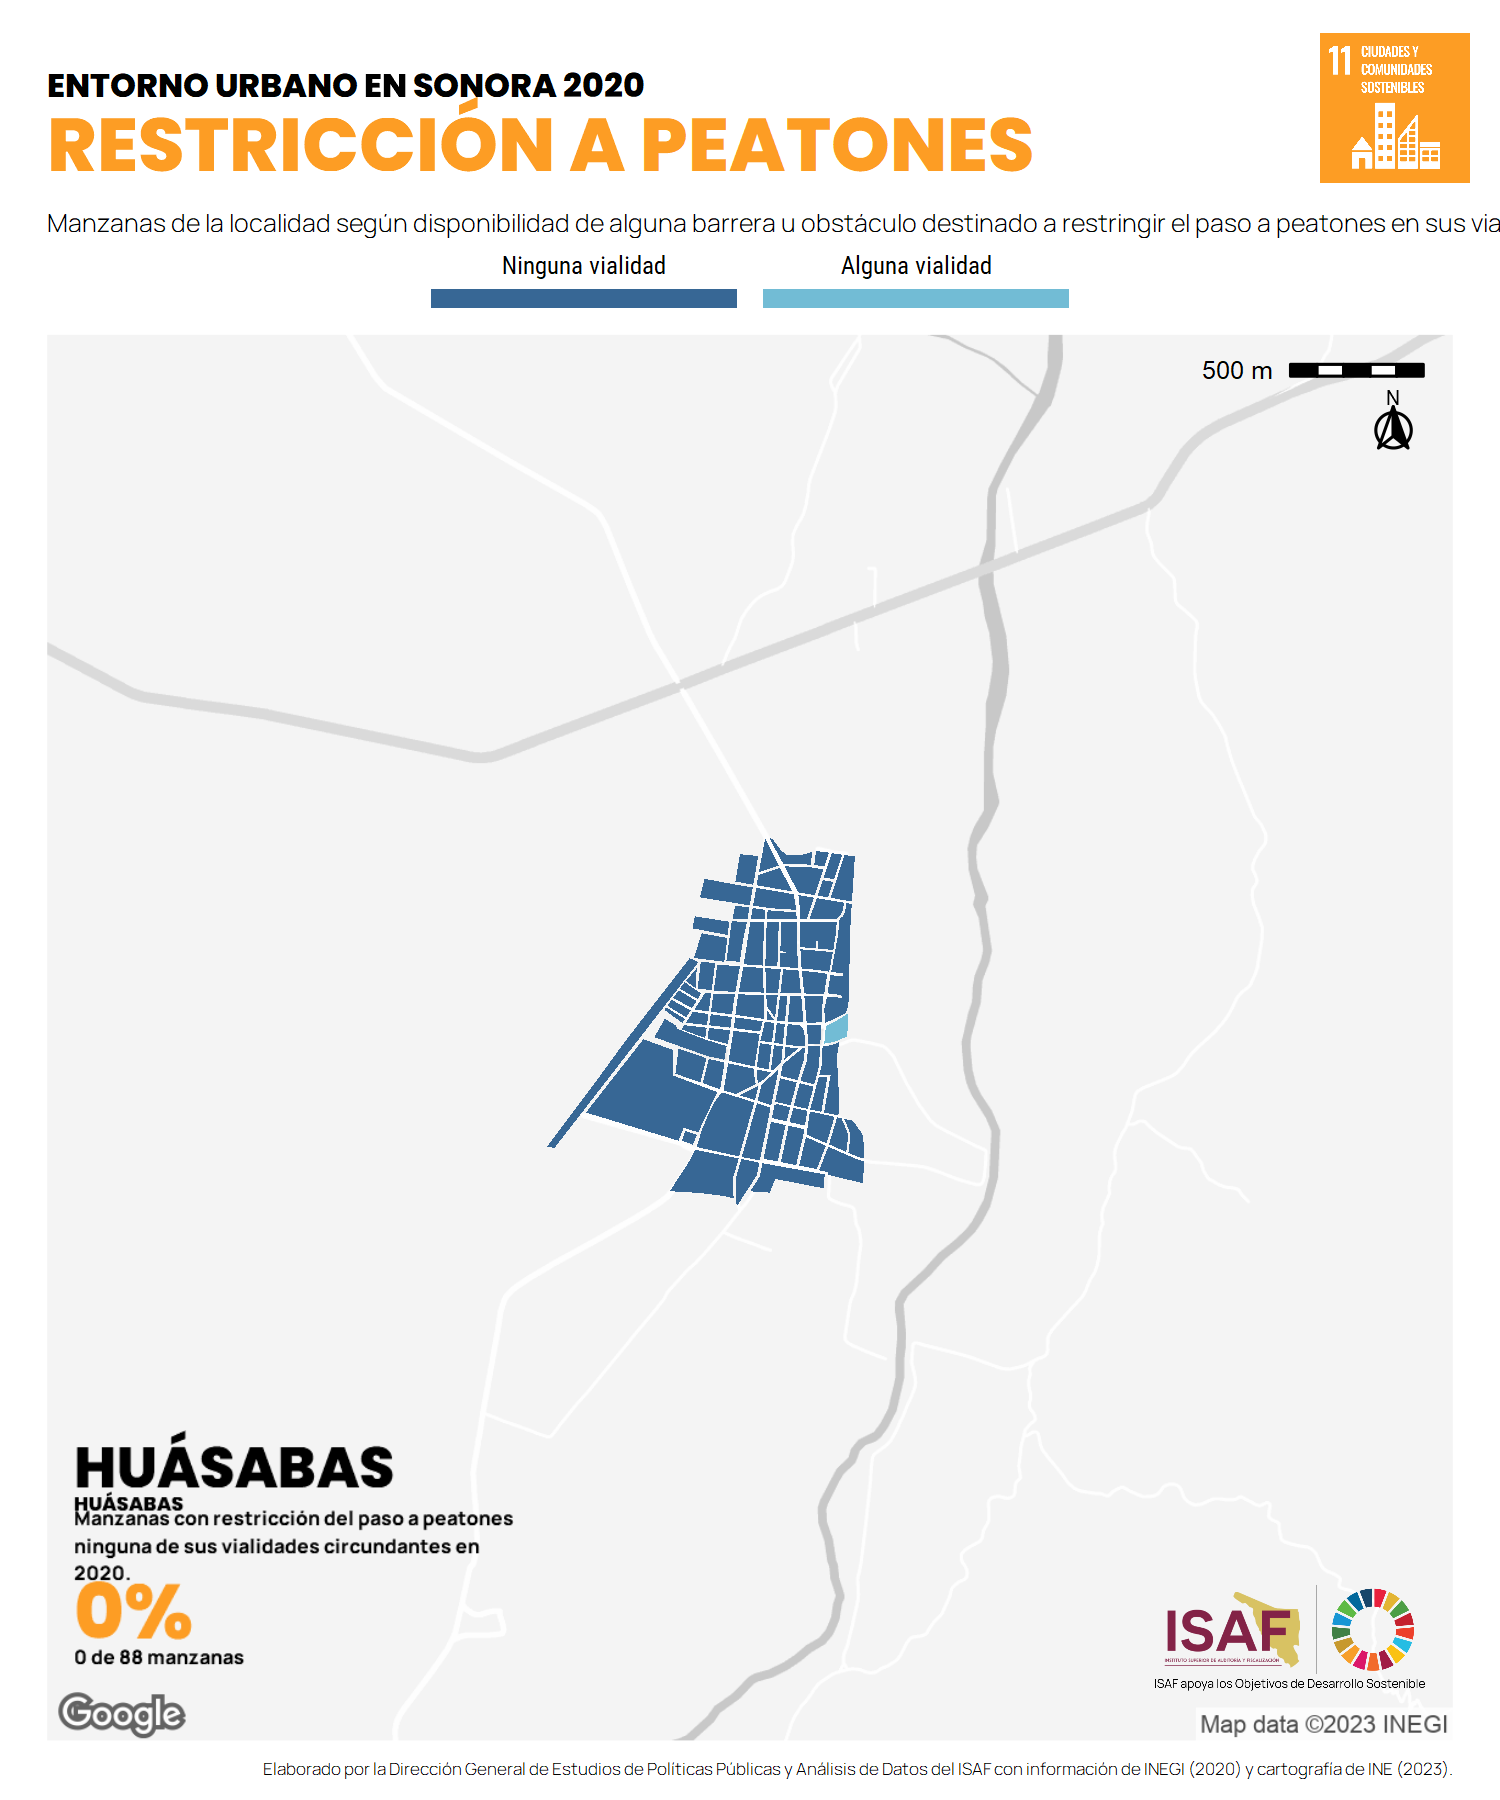 ENTORNO URBANO EN SONORA 2020
RESTRICCIÓN A PEATONES
11 CIUDADES Y
COMUNIDADES
SOSTENIBLES
Manzanas de la localidad según disponibilidad de alguna barrera u obstáculo destinado a restringir el paso a peatones en sus via
Ninguna vialidad Alguna vialidad
500 m
N
HUÁSABAS
HUÁSABAS
Manzanas con restricción del paso a peatones
ninguna de sus vialidades circundantes en
2020.
0%
0 de 88 manzanas
ISAF
INSTITUTO SUPERIOR DE AUDITORÍA Y FISCALIZACIÓN
ISAF apoya los Objetivos de Desarrollo Sostenible
Google
Map data ©2023 INEGI
Elaborado por la Dirección General de Estudios de Políticas Públicas y Análisis de Datos del ISAF con información de INEGI (2020) y cartografía de INE (2023).